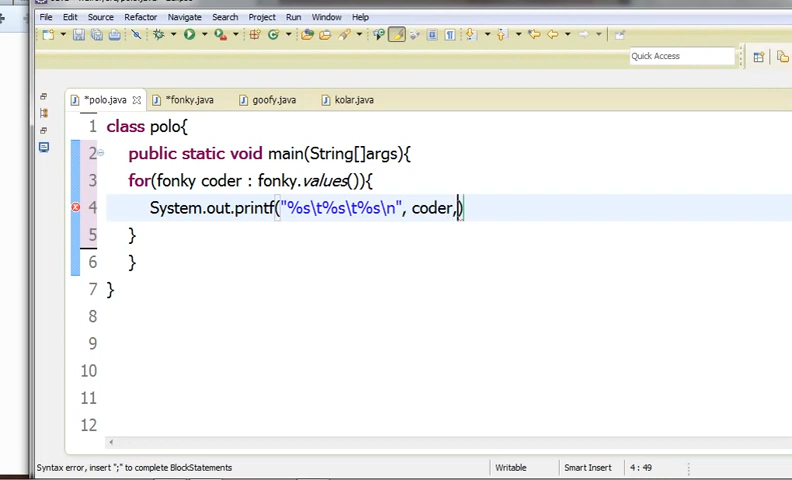 File Edit Source Refactor Navigate Search Project Run Window Help
Quick Access
*polo.java *fonky.java goofy.java kolar.java
1 class polo{
2 public static void main(String[]args){
3 for(fonky coder : fonky.values()){
4 System.out.printf("%s\t%s\t%s\n", coder,)
5 }
6 }
7 }
8
9
10
11
12
Syntax error, insert ";" to complete BlockStatements Writable Smart Insert 4 : 49